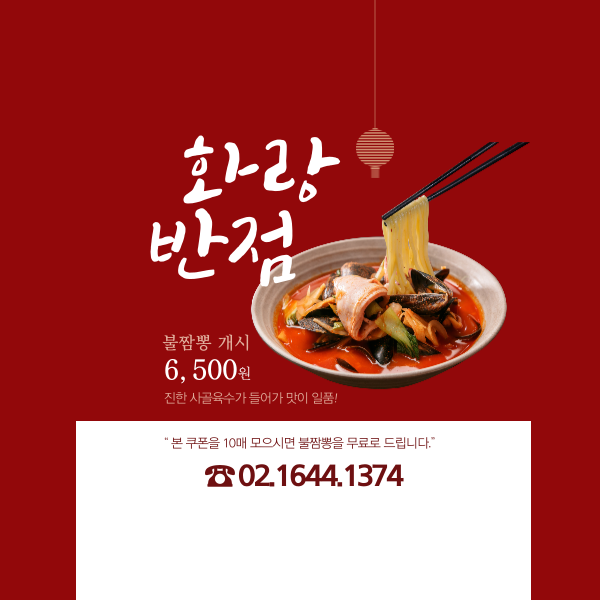 화랑
반점
불짬뽕 개시
6,500원
진한 사골육수가 들어가 맛이 일품!
“ 본 쿠폰을 10매 모으시면 불짬뽕을 무료로 드립니다.”
☎02.1644.1374